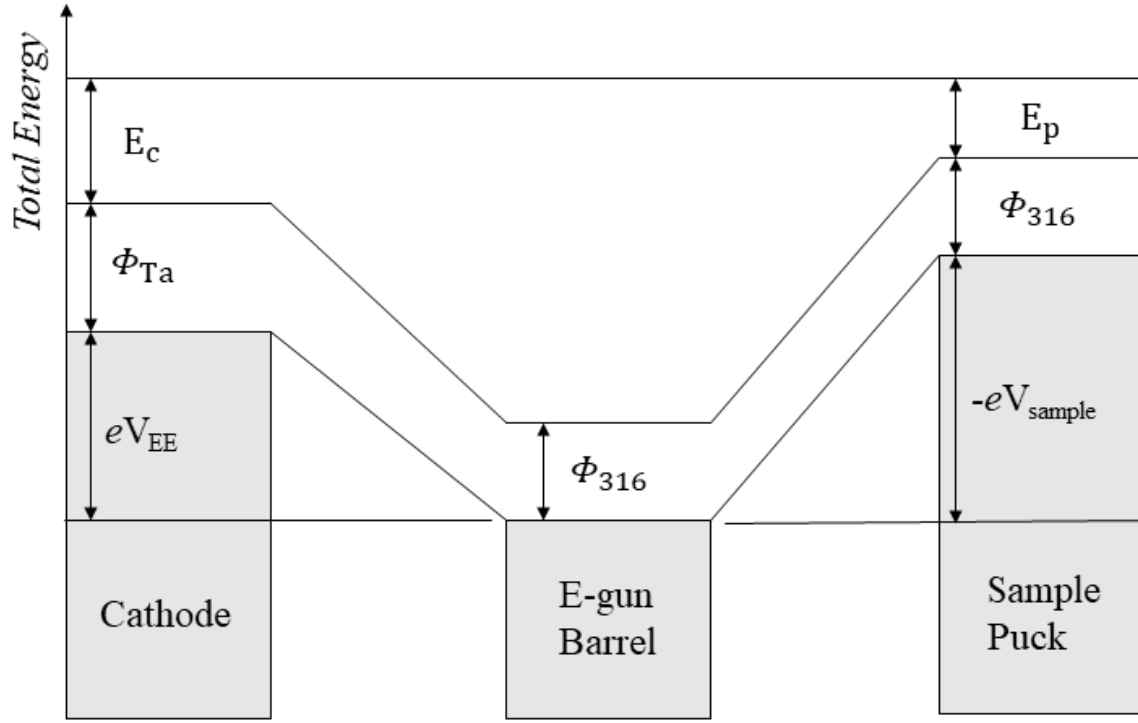 Total Energy
E_c
Φ_Ta
eV_EE
Cathode
Φ_316
E-gun
Barrel
E_p
Φ_316
-eV_sample
Sample
Puck